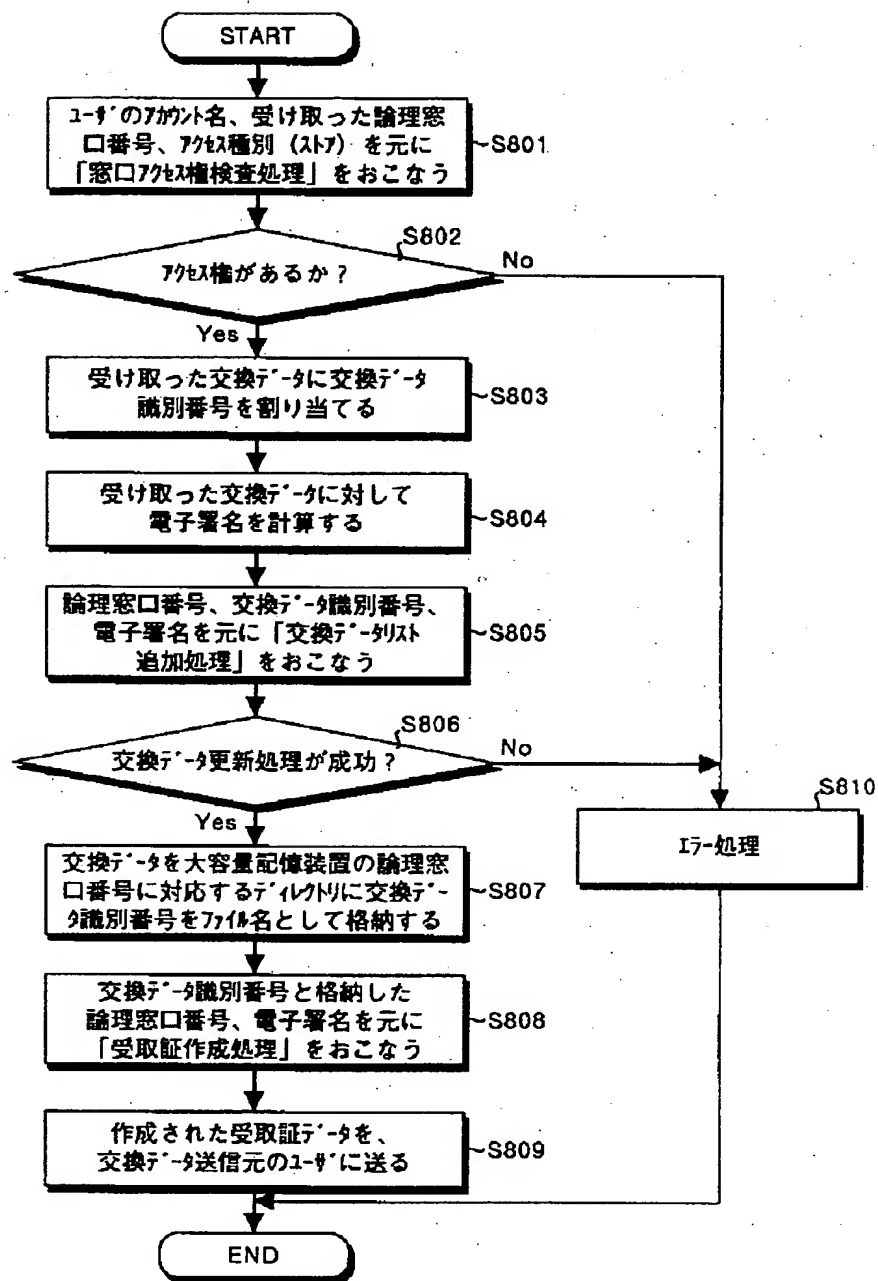 START
ﾕｰｻﾞのｱｶｳﾝﾄ名、受け取った論理窓
口番号、ｱｸｾｽ種別（ｽﾄｱ）を元に
「窓口ｱｸｾｽ権検査処理」をおこなう
S801
S802
ｱｸｾｽ権があるか？
No
Yes
受け取った交換ﾃﾞｰﾀに交換ﾃﾞｰﾀ
識別番号を割り当てる
S803
受け取った交換ﾃﾞｰﾀに対して
電子署名を計算する
S804
論理窓口番号、交換ﾃﾞｰﾀ識別番号、
電子署名を元に「交換ﾃﾞｰﾀﾘｽﾄ
追加処理」をおこなう
S805
S806
交換ﾃﾞｰﾀ更新処理が成功？
No
Yes
S810
ｴﾗｰ処理
交換ﾃﾞｰﾀを大容量記憶装置の論理窓
口番号に対応するﾃﾞｨﾚｸﾄﾘに交換ﾃﾞｰ
ﾀ識別番号をﾌｧｲﾙ名として格納する
S807
交換ﾃﾞｰﾀ識別番号と格納した
論理窓口番号、電子署名を元に
「受取証作成処理」をおこなう
S808
作成された受取証ﾃﾞｰﾀを、
交換ﾃﾞｰﾀ送信元のﾕｰｻﾞに送る
S809
END